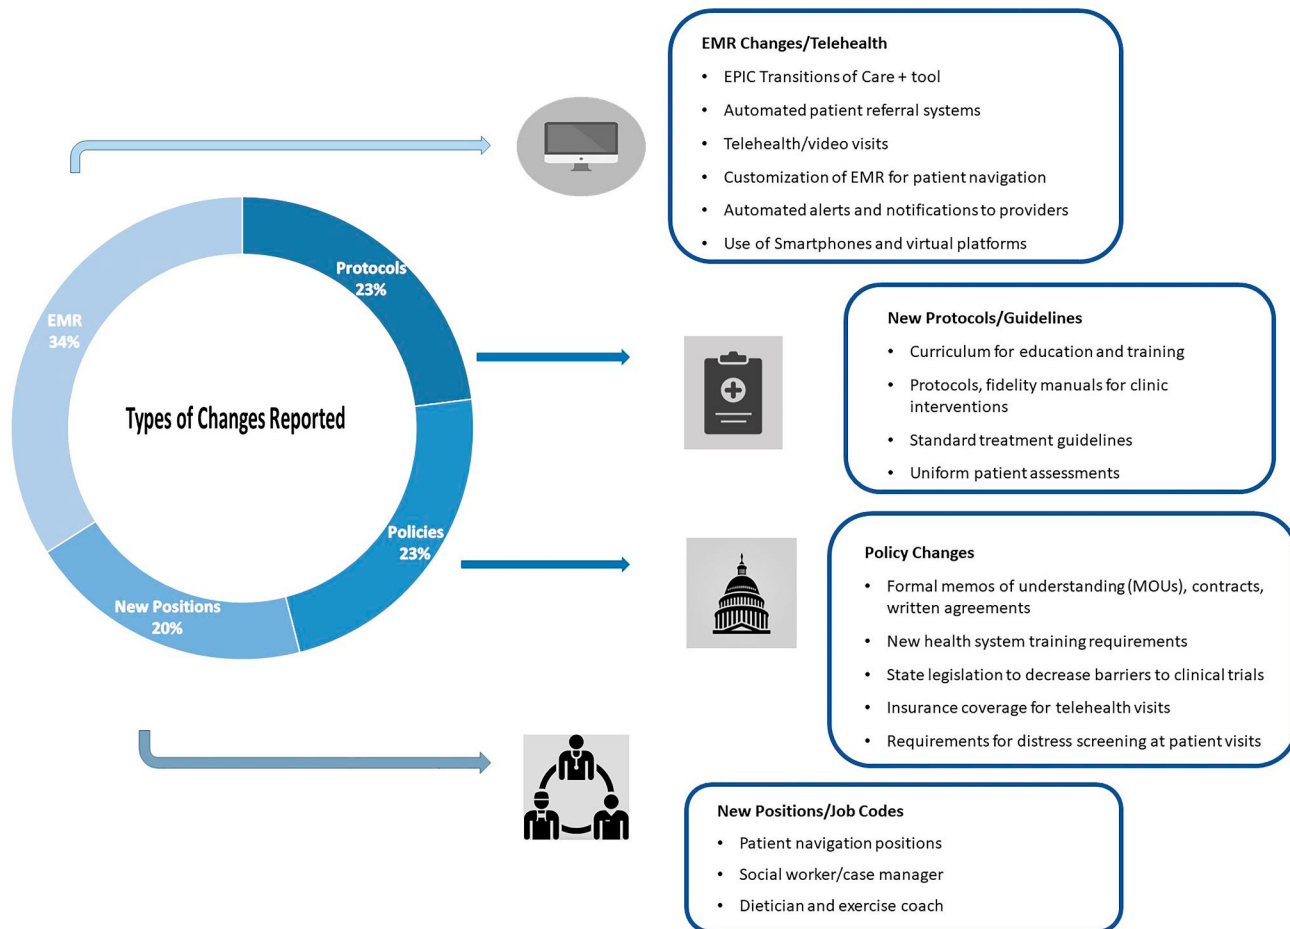 EMR Changes/Telehealth
• EPIC Transitions of Care + tool
• Automated patient referral systems
• Telehealth/video visits
• Customization of EMR for patient navigation
• Automated alerts and notifications to providers
• Use of Smartphones and virtual platforms
Protocols
23%
EMR
34%
Types of Changes Reported
Policies
23%
New Positions
20%
New Protocols/Guidelines
• Curriculum for education and training
• Protocols, fidelity manuals for clinic
interventions
• Standard treatment guidelines
• Uniform patient assessments
Policy Changes
• Formal memos of understanding (MOUs), contracts,
written agreements
• New health system training requirements
• State legislation to decrease barriers to clinical trials
• Insurance coverage for telehealth visits
• Requirements for distress screening at patient visits
New Positions/Job Codes
• Patient navigation positions
• Social worker/case manager
• Dietician and exercise coach